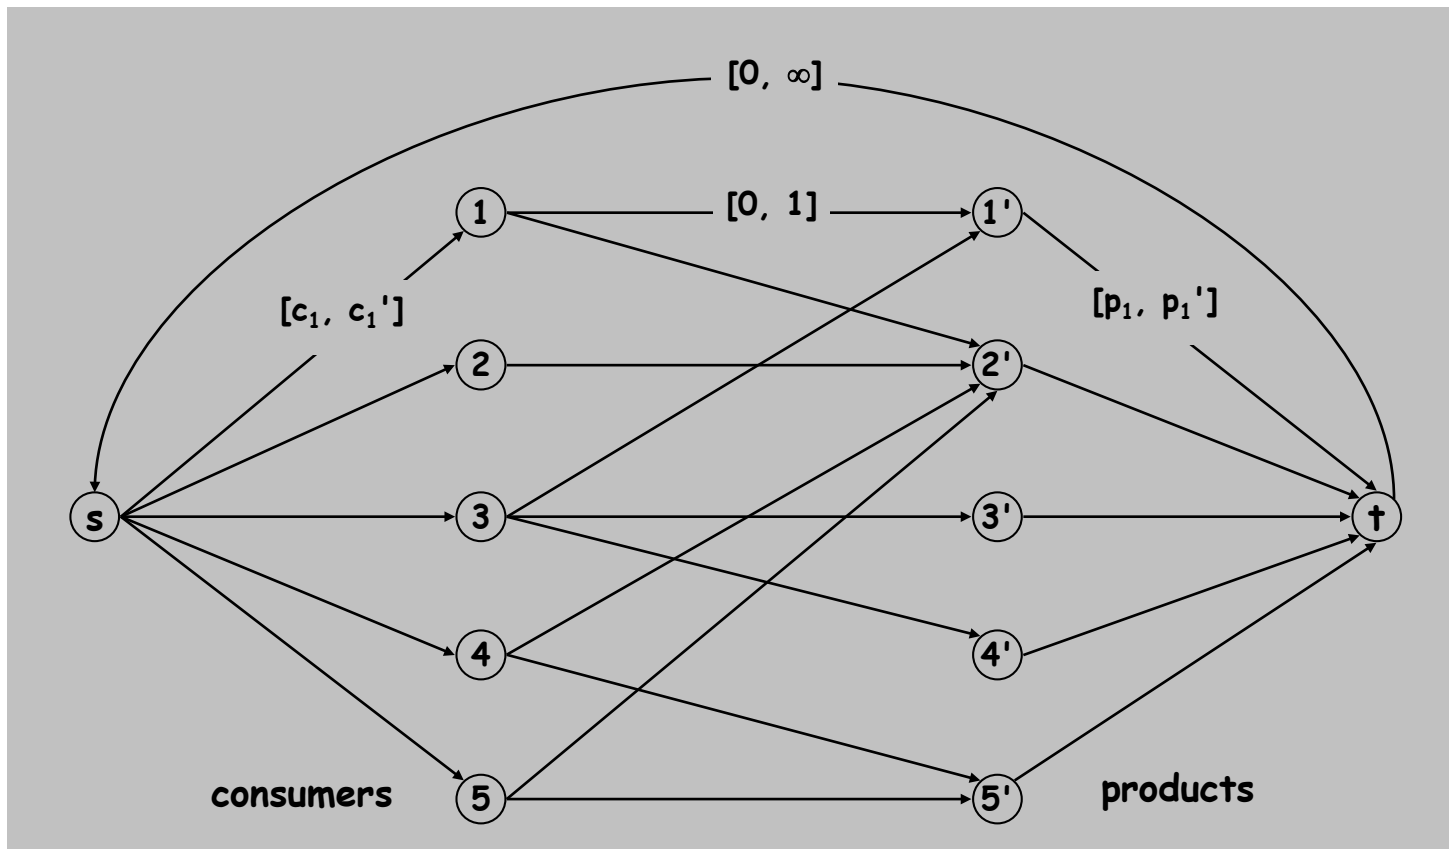 [0, ∞]
1
[0, 1]
1'
[c₁, c₁']
[p₁, p₁']
2
2'
s
3
3'
t
4
4'
consumers
5
5'
products